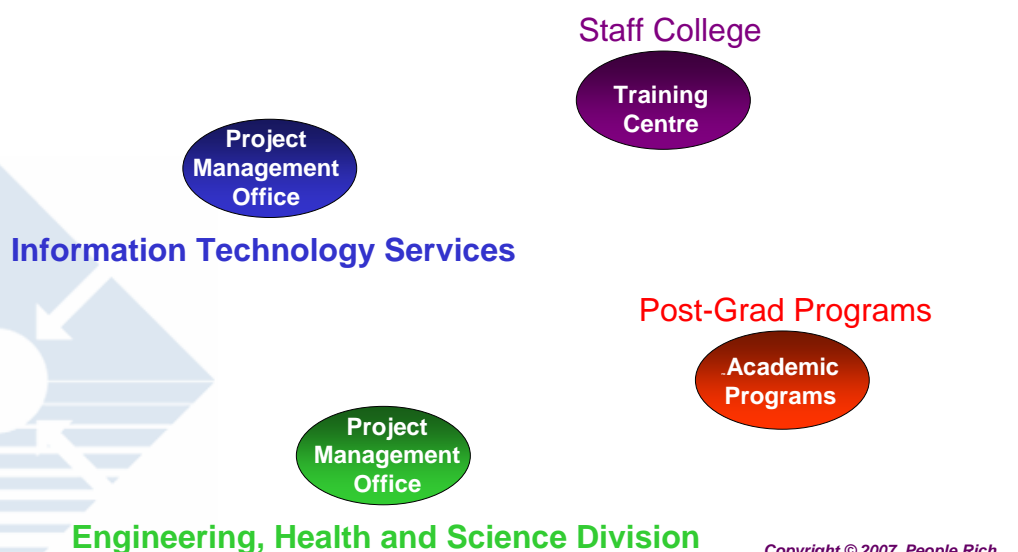 Staff College
Training
Centre
Project
Management
Office
Information Technology Services
Post-Grad Programs
Academic
Programs
Project
Management
Office
Engineering, Health and Science Division
Copyright © 2007 People Rich